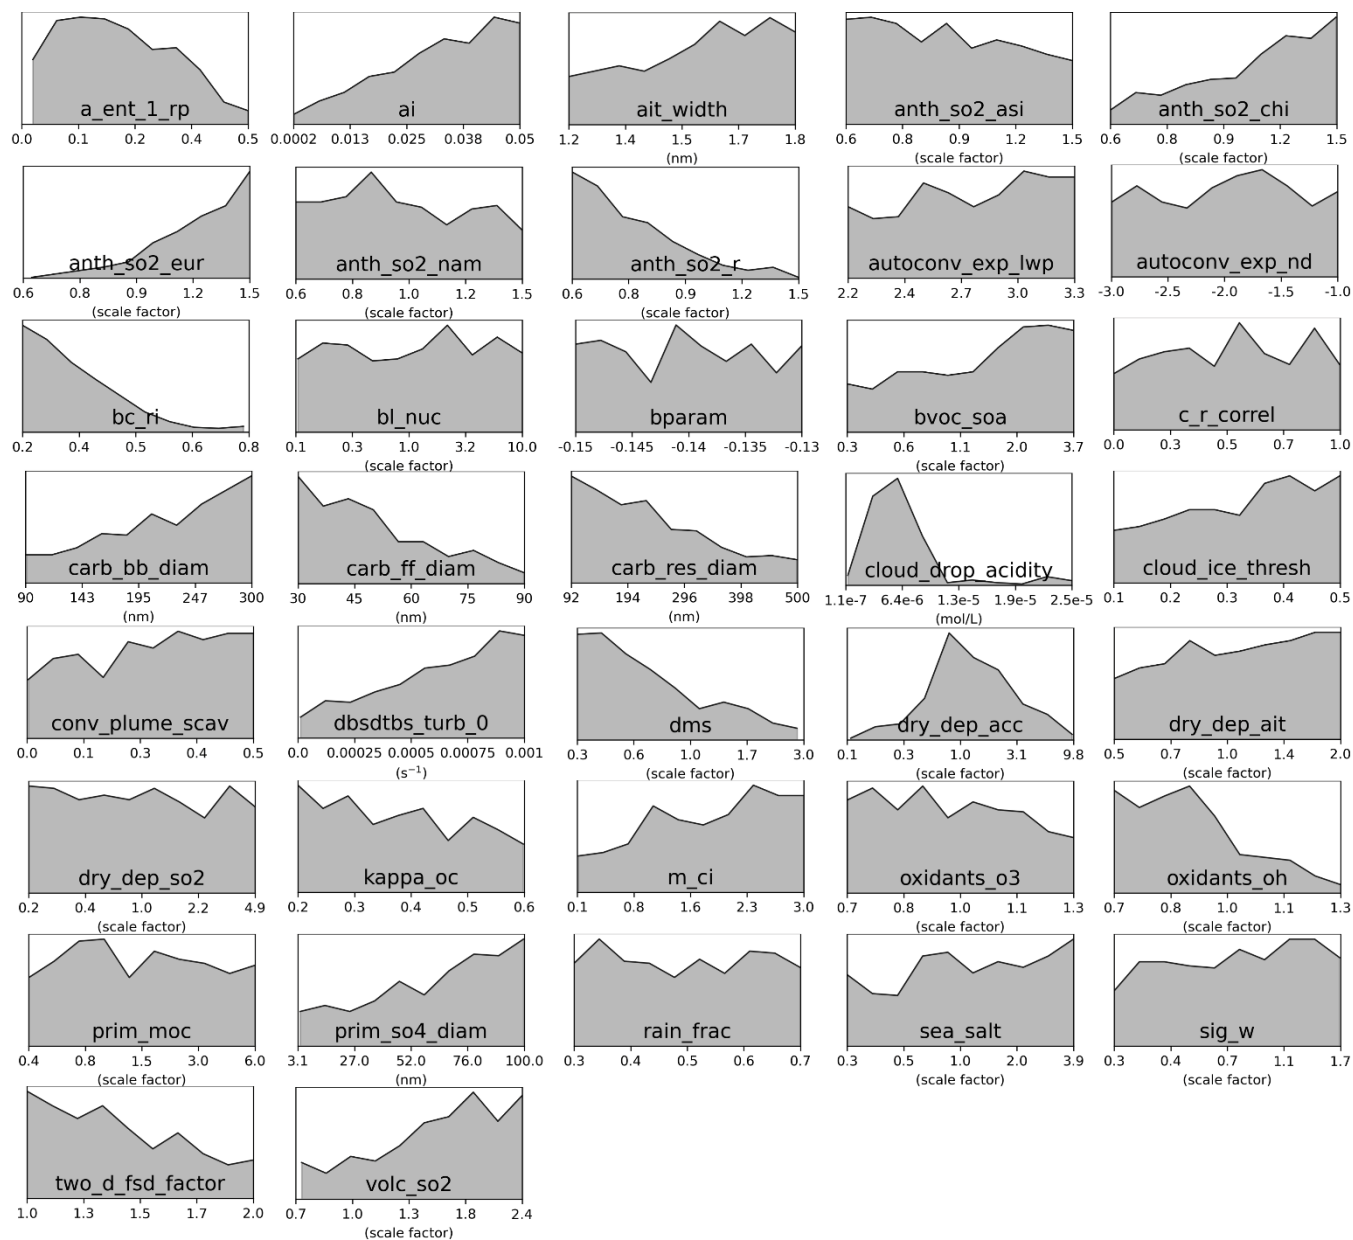 a_ent_1_rp ai ait_width anth_so2_asi anth_so2_chi
0.0 0.1 0.3 0.4 0.5 0.0002 0.013 0.025 0.038 0.05 1.2 1.4 1.5 1.7 1.8 0.6 0.8 0.9 1.2 1.5 0.6 0.8 0.9 1.2 1.5
(nm) (scale factor) (scale factor)
anth_so2_eur anth_so2_nam anth_so2_r autoconv_exp_lwp autoconv_exp_nd
0.6 0.8 0.9 1.2 1.5 0.6 0.8 1.0 1.2 1.5 0.6 0.8 0.9 1.2 1.5 2.2 2.4 2.7 3.0 3.3 -3.0 -2.5 -2.0 -1.5 -1.0
(scale factor) (scale factor) (scale factor)
bc_ri bl_nuc bparam bvoc_soa c_r_correl
0.2 0.4 0.5 0.6 0.8 0.1 0.3 1.0 3.2 10.0 -0.15 -0.145 -0.14 -0.135 -0.13 0.3 0.6 1.1 2.0 3.7 0.0 0.3 0.5 0.7 1.0
(scale factor) (scale factor)
carb_bb_diam carb_ff_diam carb_res_diam cloud_drop_acidity cloud_ice_thresh
90 143 195 247 300 30 45 60 75 90 92 194 296 398 500 1.1e-7 6.4e-6 1.3e-5 1.9e-5 2.5e-5 0.1 0.2 0.3 0.4 0.5
(nm) (nm) (nm) (mol/L)
conv_plume_scav dbsdtbs_turb_0 dms dry_dep_acc dry_dep_ait
0.0 0.1 0.3 0.4 0.5 0.0 0.00025 0.0005 0.00079 0.001 0.3 0.6 1.0 1.7 3.0 0.1 0.3 1.0 3.1 9.8 0.5 0.7 1.0 1.4 2.0
(s⁻¹) (scale factor) (scale factor) (scale factor)
dry_dep_so2 kappa_oc m_ci oxidants_o3 oxidants_oh
0.2 0.4 1.0 2.2 4.9 0.2 0.3 0.4 0.5 0.6 0.1 0.8 1.6 2.3 3.0 0.7 0.8 1.0 1.1 1.3 0.7 0.8 1.0 1.1 1.3
(scale factor) (scale factor) (scale factor)
prim_moc prim_so4_diam rain_frac sea_salt sig_w
0.4 0.8 1.5 3.0 6.0 3.1 27.0 52.0 76.0 100.0 0.3 0.4 0.5 0.6 0.7 0.3 0.5 1.0 2.0 3.9 0.3 0.4 0.7 1.1 1.7
(scale factor) (nm) (scale factor) (scale factor)
two_d_fsd_factor volc_so2
1.0 1.3 1.5 1.7 2.0 0.7 1.0 1.3 1.8 2.4
(scale factor)